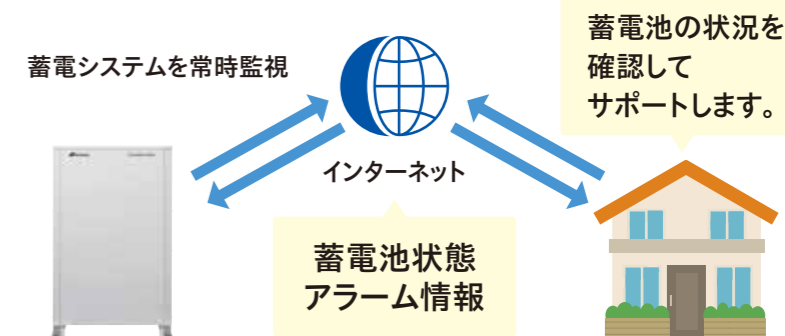 蓄電システムを常時監視
蓄電池の状況を
確認して
サポートします。
インターネット
蓄電池状態
アラーム情報